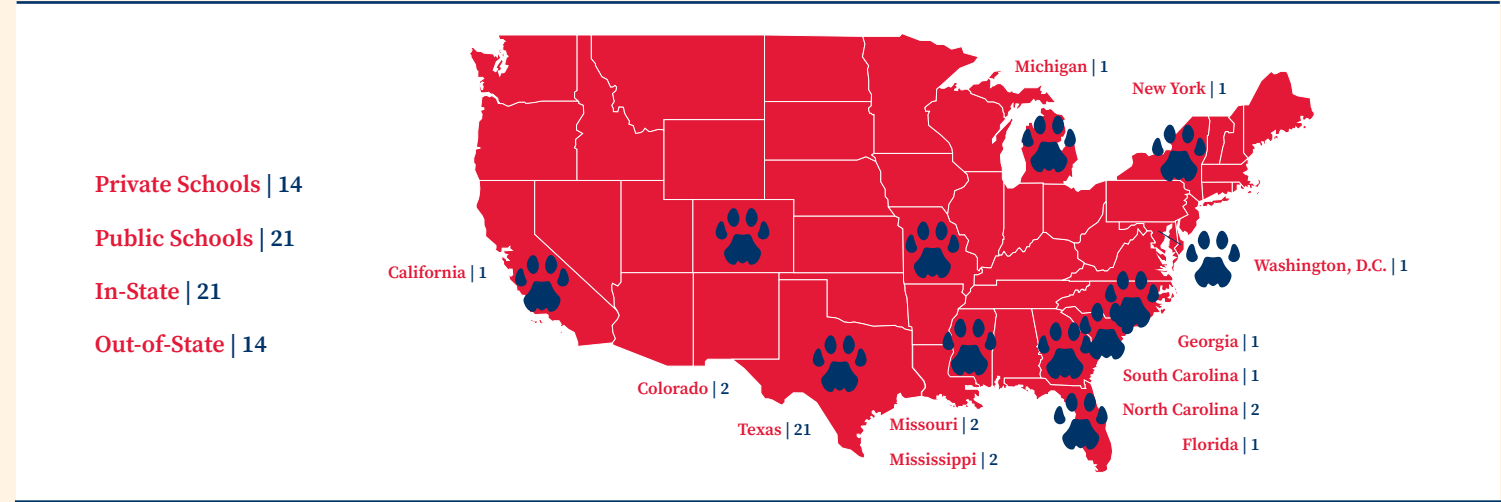 Private Schools | 14
Public Schools | 21
In-State | 21
Out-of-State | 14
Michigan | 1
New York | 1
California | 1
Washington, D.C. | 1
Georgia | 1
South Carolina | 1
Colorado | 2
North Carolina | 2
Texas | 21
Missouri | 2
Florida | 1
Mississippi | 2